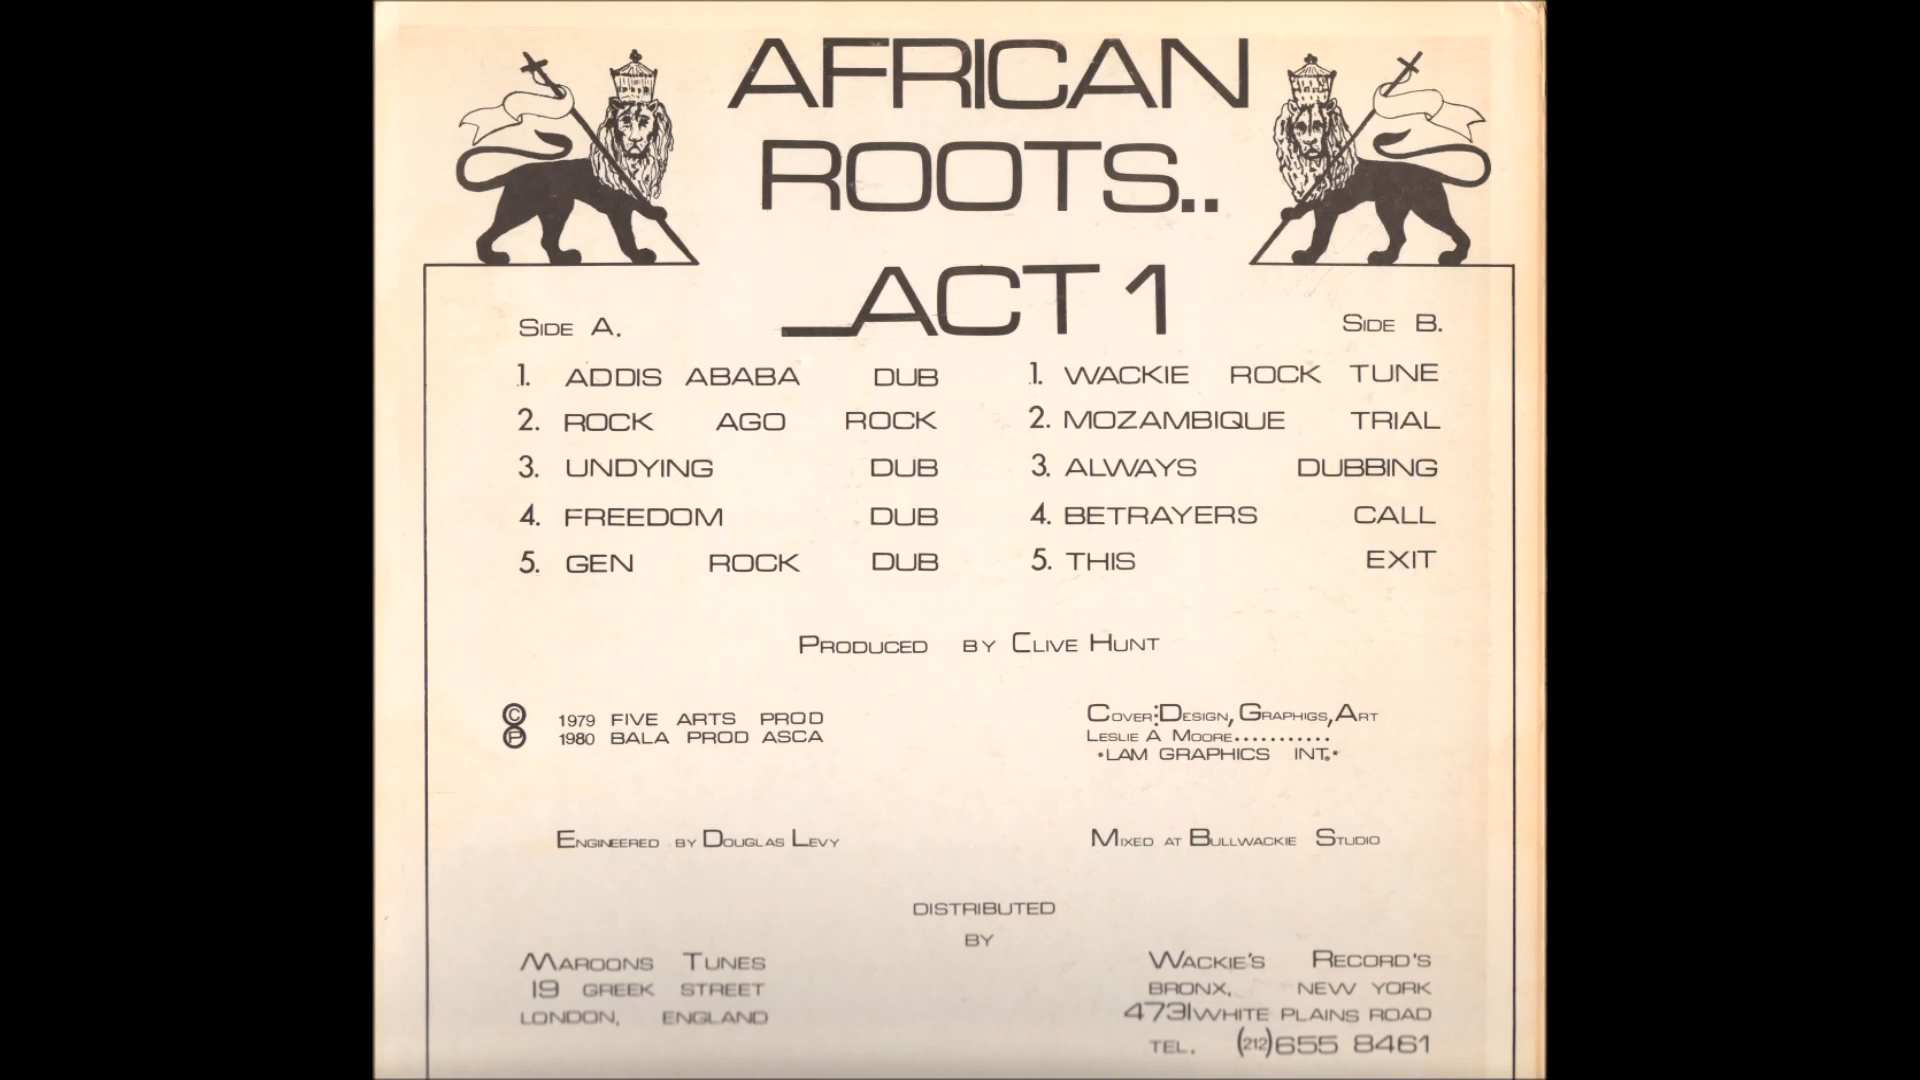 AFRICAN
ROOTS..
_ACT 1
SIDE A.
1. ADDIS ABABA DUB
2. ROCK AGO ROCK
3. UNDYING DUB
4. FREEDOM DUB
5. GEN ROCK DUB
SIDE B.
1. WACKIE ROCK TUNE
2. MOZAMBIQUE TRIAL
3. ALWAYS DUBBING
4. BETRAYERS CALL
5. THIS EXIT
PRODUCED BY CLIVE HUNT
© 1979 FIVE ARTS PROD
℗ 1980 BALA PROD ASCA
COVER:DESIGN, GRAPHIGS, ART
LESLIE A MOORE...........
*LAM GRAPHICS INT.*
ENGINEERED BY DOUGLAS LEVY
MIXED AT BULLWACKIE STUDIO
DISTRIBUTED
BY
MAROONS TUNES
19 GREEK STREET
LONDON, ENGLAND
WACKIE'S RECORD'S
BRONX, NEW YORK
4731 WHITE PLAINS ROAD
TEL. (212) 655 8461